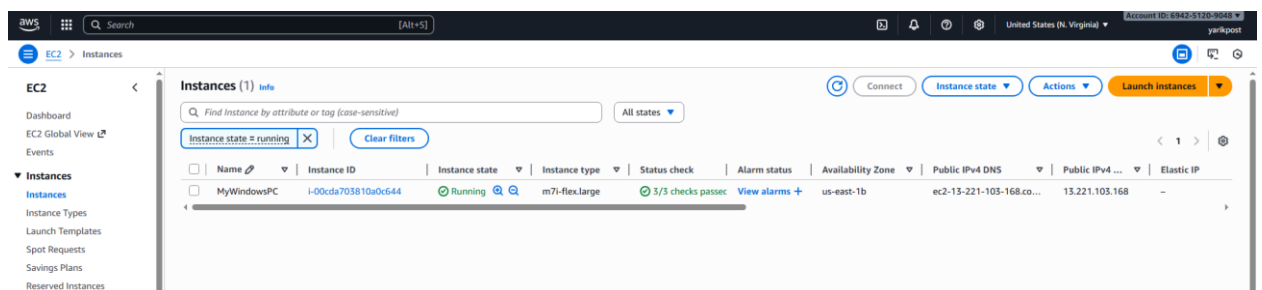 aws Search [Alt+S] United States (N. Virginia) ▼ Account ID: 6942-5120-9048 ▼
yarikpost
EC2 > Instances
EC2
Dashboard
EC2 Global View
Events
▼ Instances
Instances
Instance Types
Launch Templates
Spot Requests
Savings Plans
Reserved Instances
Instances (1) Info
Connect Instance state ▼ Actions ▼ Launch instances ▼
Find Instance by attribute or tag (case-sensitive) All states ▼
Instance state = running X Clear filters < 1 >
Name Instance ID Instance state Instance type Status check Alarm status Availability Zone Public IPv4 DNS Public IPv4 ... Elastic IP
MyWindowsPC i-00cda703810a0c644 Running m7i-flex.large 3/3 checks passec View alarms + us-east-1b ec2-13-221-103-168.co... 13.221.103.168 –